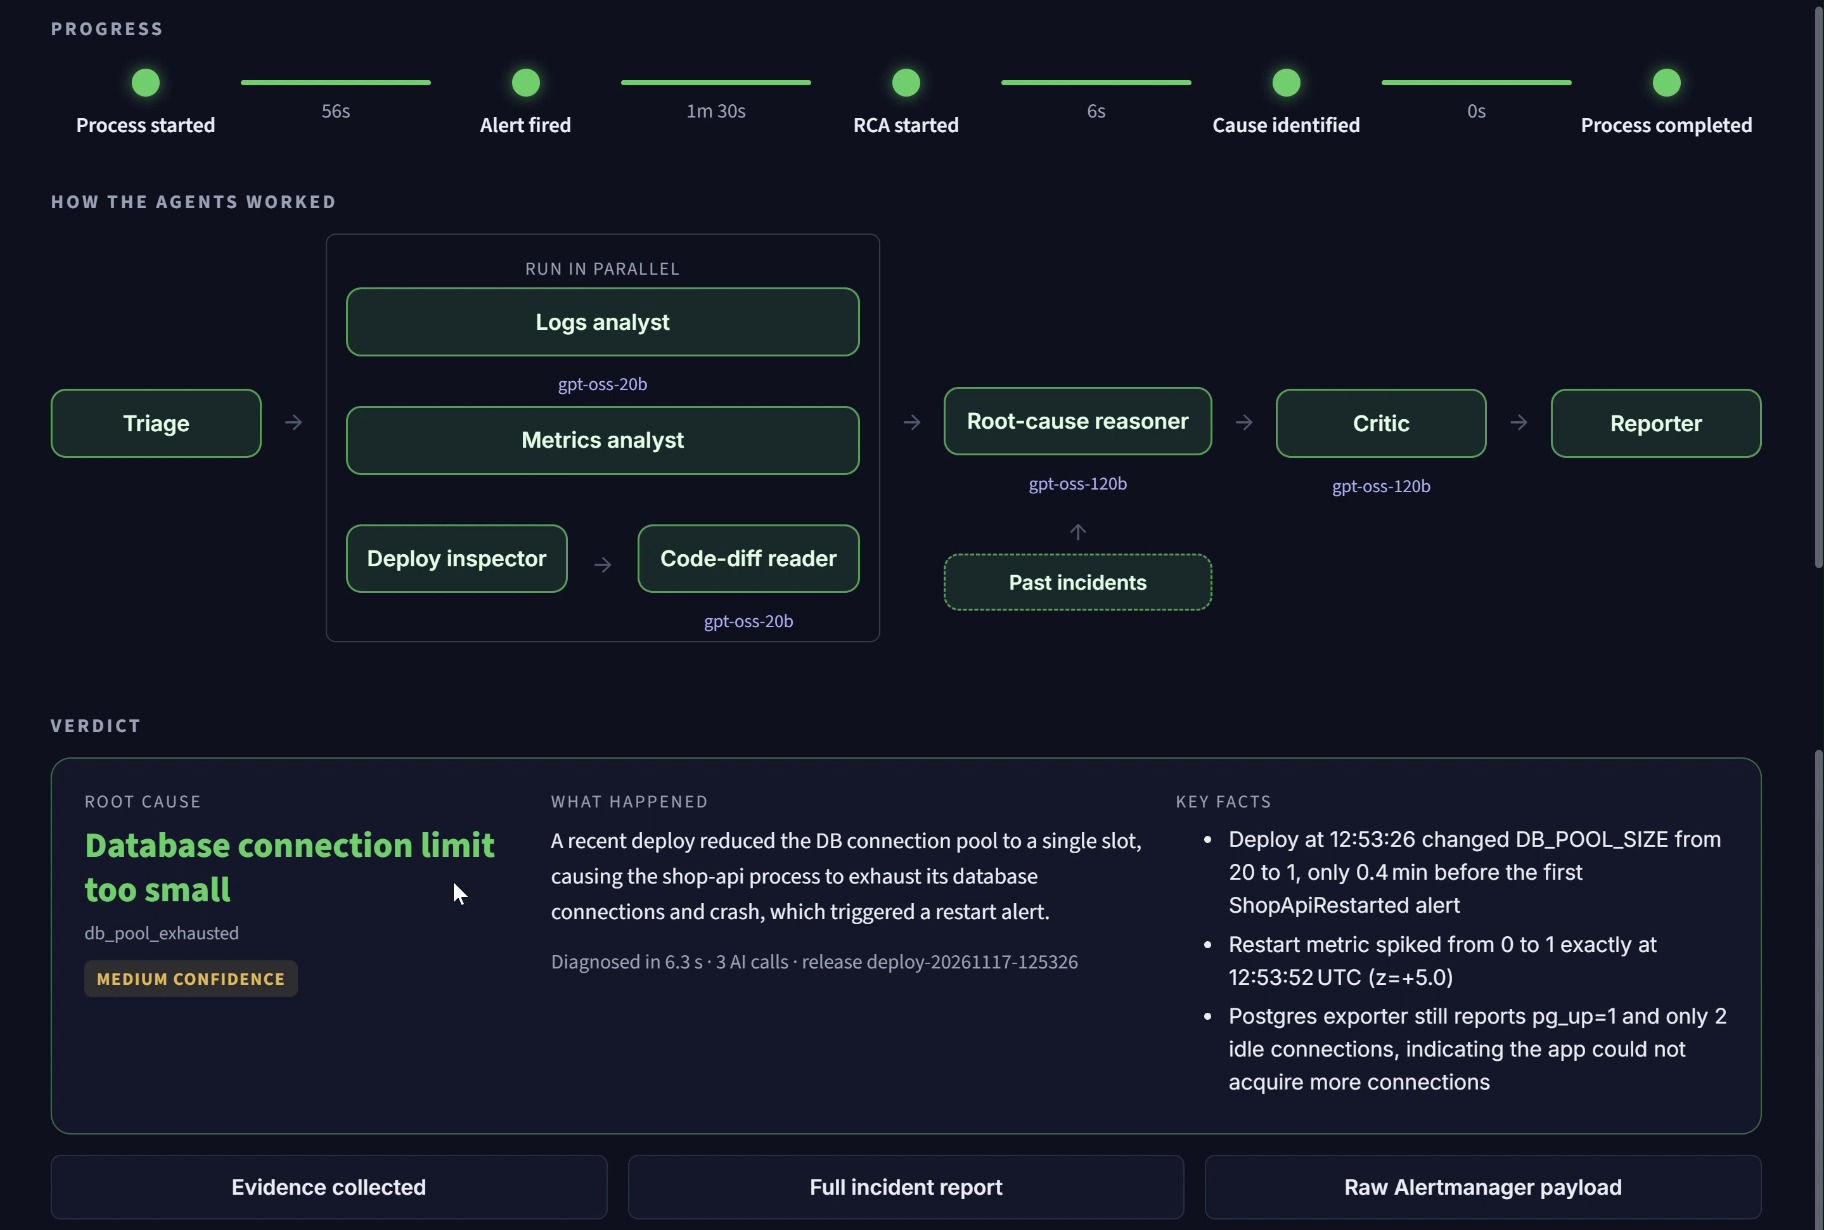 PROGRESS
56s
1m 30s
6s
0s
Process started
Alert fired
RCA started
Cause identified
Process completed
HOW THE AGENTS WORKED
RUN IN PARALLEL
Logs analyst
gpt-oss-20b
Metrics analyst
Deploy inspector
Code-diff reader
gpt-oss-20b
Triage
Root-cause reasoner
gpt-oss-120b
Past incidents
Critic
gpt-oss-120b
Reporter
VERDICT
ROOT CAUSE
Database connection limit
too small
db_pool_exhausted
MEDIUM CONFIDENCE
WHAT HAPPENED
A recent deploy reduced the DB connection pool to a single slot,
causing the shop-api process to exhaust its database
connections and crash, which triggered a restart alert.
Diagnosed in 6.3 s · 3 AI calls · release deploy-20261117-125326
KEY FACTS
• Deploy at 12:53:26 changed DB_POOL_SIZE from
20 to 1, only 0.4 min before the first
ShopApiRestarted alert
• Restart metric spiked from 0 to 1 exactly at
12:53:52 UTC (z=+5.0)
• Postgres exporter still reports pg_up=1 and only 2
idle connections, indicating the app could not
acquire more connections
Evidence collected
Full incident report
Raw Alertmanager payload